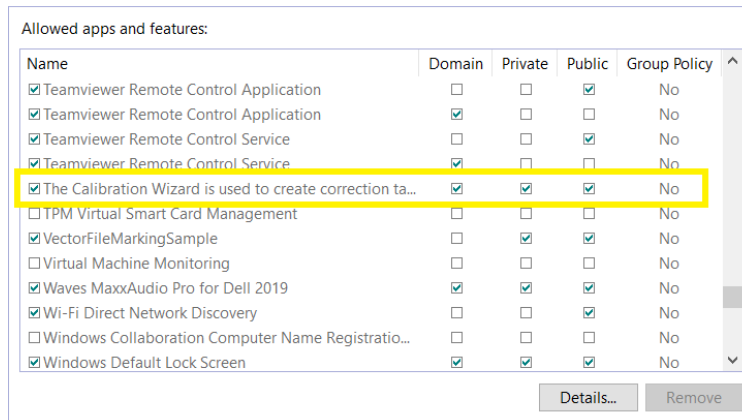 Allowed apps and features:
Name Domain Private Public Group Policy
Teamviewer Remote Control Application No
Teamviewer Remote Control Application No
Teamviewer Remote Control Service No
Teamviewer Remote Control Service No
The Calibration Wizard is used to create correction ta... No
TPM Virtual Smart Card Management No
VectorFileMarkingSample No
Virtual Machine Monitoring No
Waves MaxxAudio Pro for Dell 2019 No
Wi-Fi Direct Network Discovery No
Windows Collaboration Computer Name Registratio... No
Windows Default Lock Screen No
Details... Remove